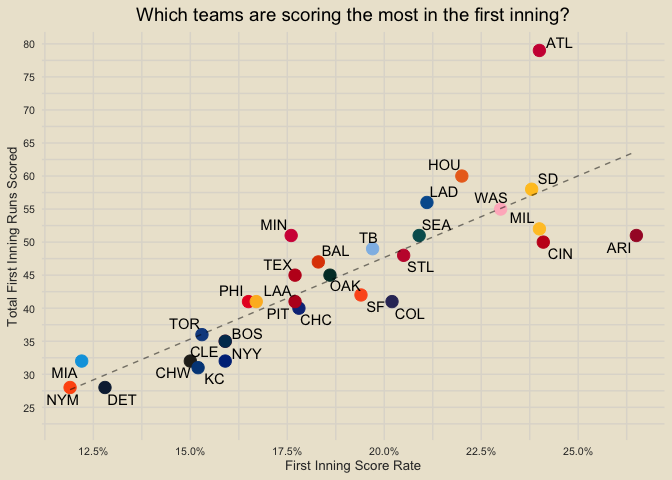 Which teams are scoring the most in the first inning?
Total First Inning Runs Scored
80
75
70
65
60
55
50
45
40
35
30
25
ATL
HOU
SD
LAD
WAS
MIL
SEA
MIN
TB
CIN
ARI
BAL
STL
TEX
OAK
PHI
LAA
SF
COL
PIT
CHC
TOR
BOS
CLE
NYY
MIA
CHW
KC
NYM
DET
12.5%
15.0%
17.5%
20.0%
22.5%
25.0%
First Inning Score Rate